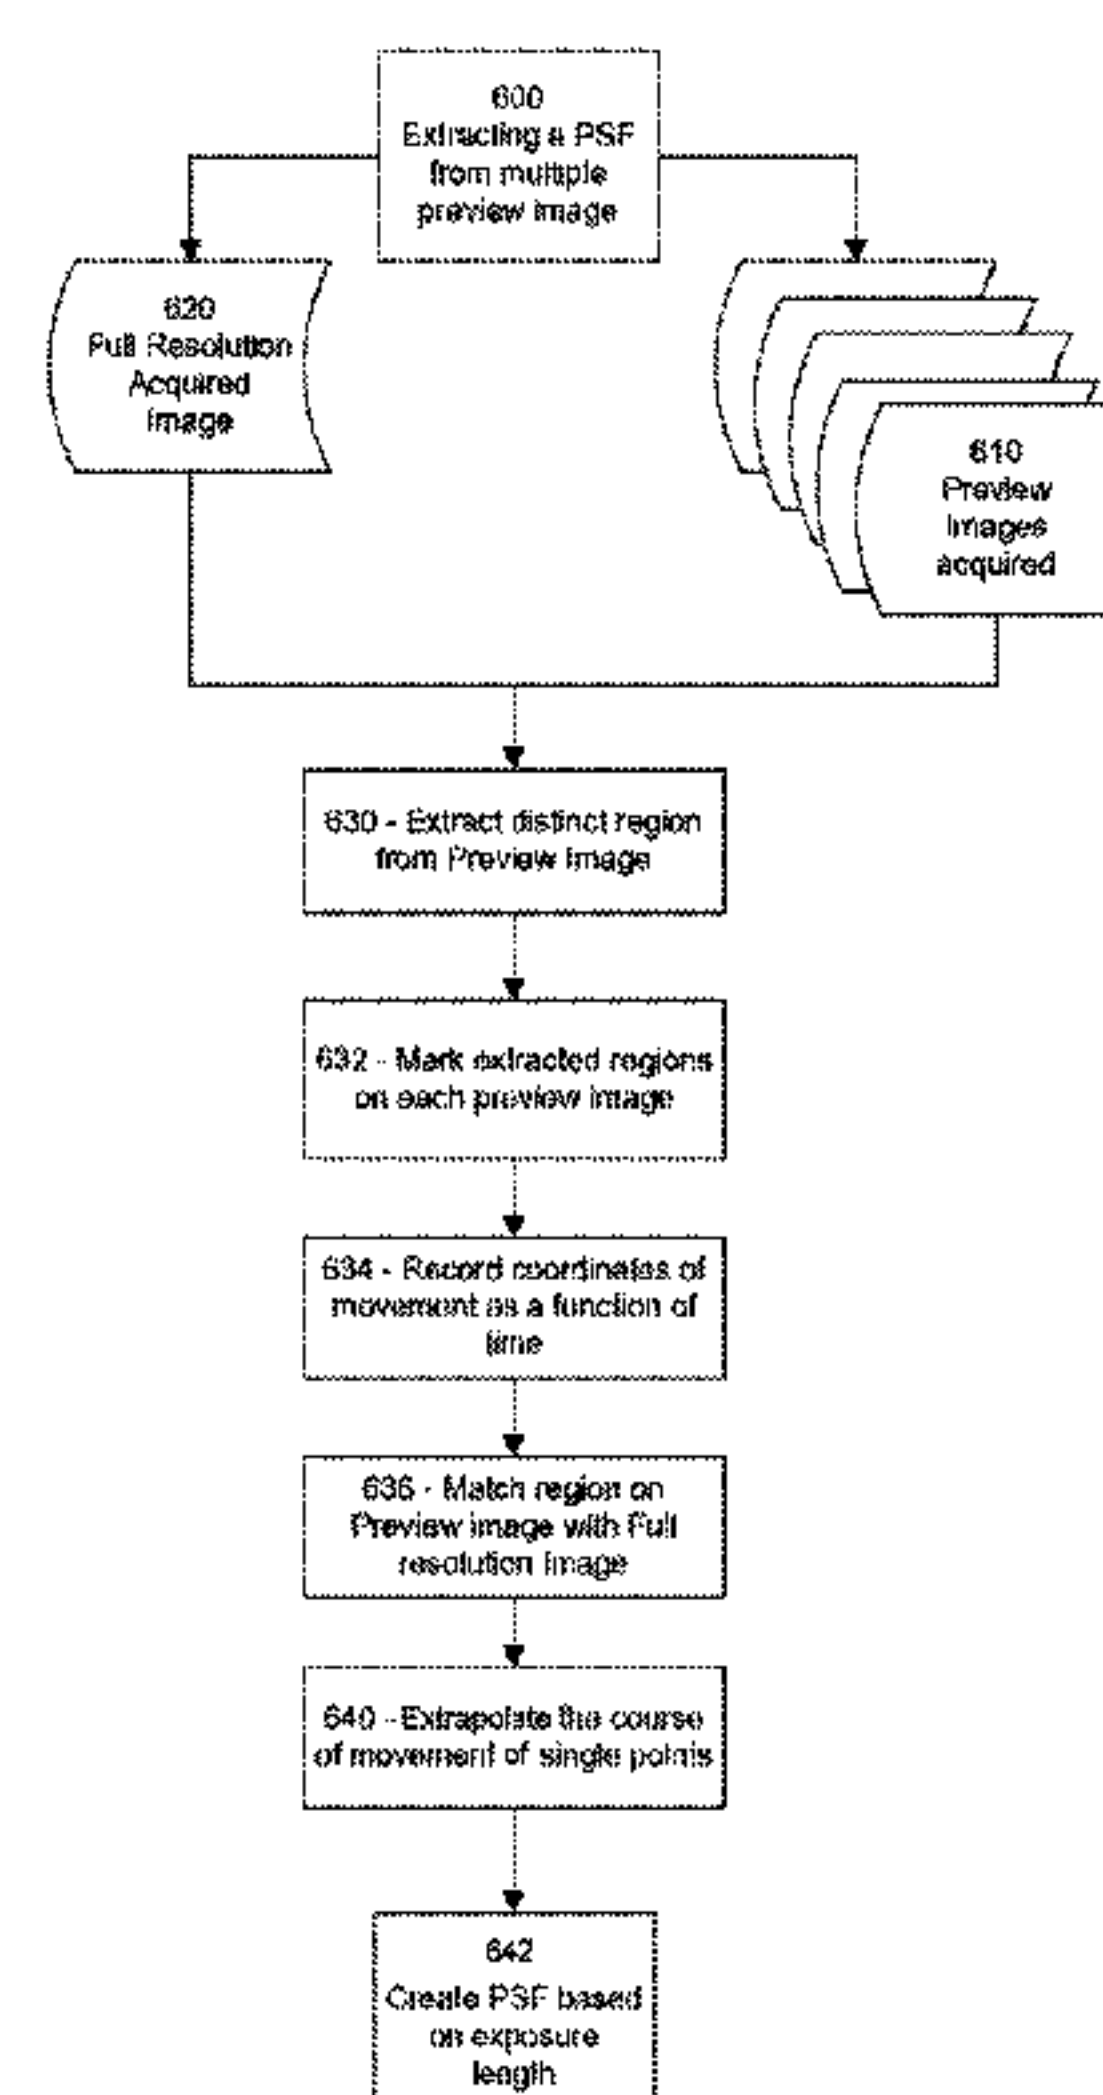 600
Extracting a PSF
from multiple
preview image
620
Full Resolution
Acquired
Image
610
Preview
Images
acquired
630 - Extract distinct region
from Preview Image
632 - Mark extracted regions
on each preview image
634 - Record coordinates of
movement as a function of
time
636 - Match region on
Preview image with Full
resolution Image
640 - Extrapolate the course
of movement of single points
642
Create PSF based
on exposure
length